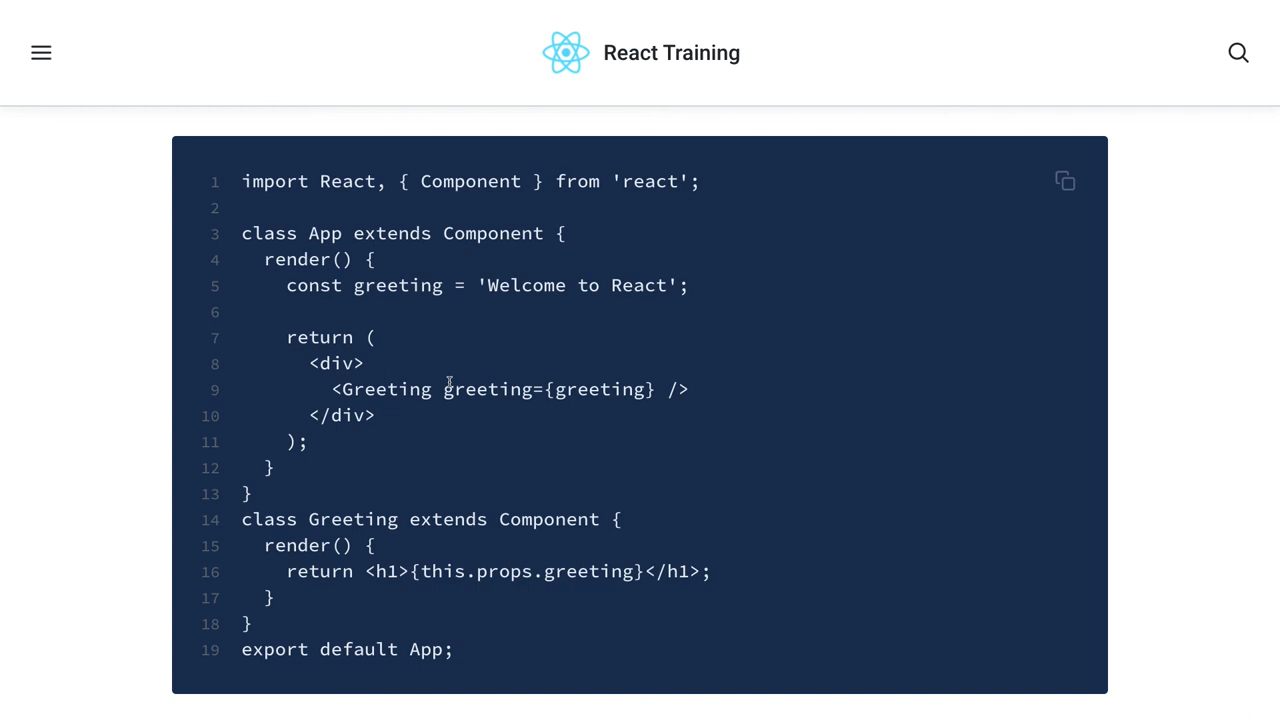 React Training
1 import React, { Component } from 'react';
2
3 class App extends Component {
4   render() {
5     const greeting = 'Welcome to React';
6
7     return (
8       <div>
9         <Greeting greeting={greeting} />
10       </div>
11     );
12   }
13 }
14 class Greeting extends Component {
15   render() {
16     return <h1>{this.props.greeting}</h1>;
17   }
18 }
19 export default App;